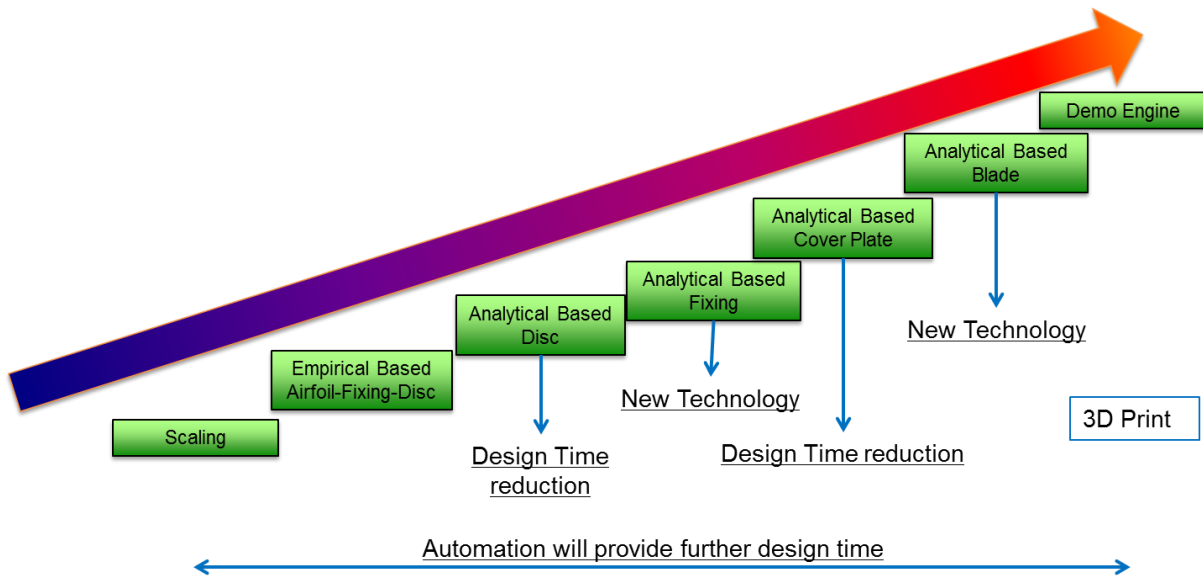 Demo Engine
Analytical Based
Blade
Analytical Based
Cover Plate
Analytical Based
Fixing
Analytical Based
Disc
Empirical Based
Airfoil-Fixing-Disc
Scaling
New Technology
New Technology
Design Time
reduction
Design Time reduction
3D Print
Automation will provide further design time